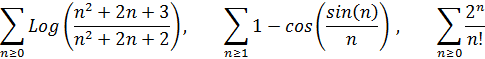 ∑_{n≥0} Log((n² + 2n + 3)/(n² + 2n + 2)), ∑_{n≥1} 1 − cos(sin(n)/n) , ∑_{n≥0} 2ⁿ/n!